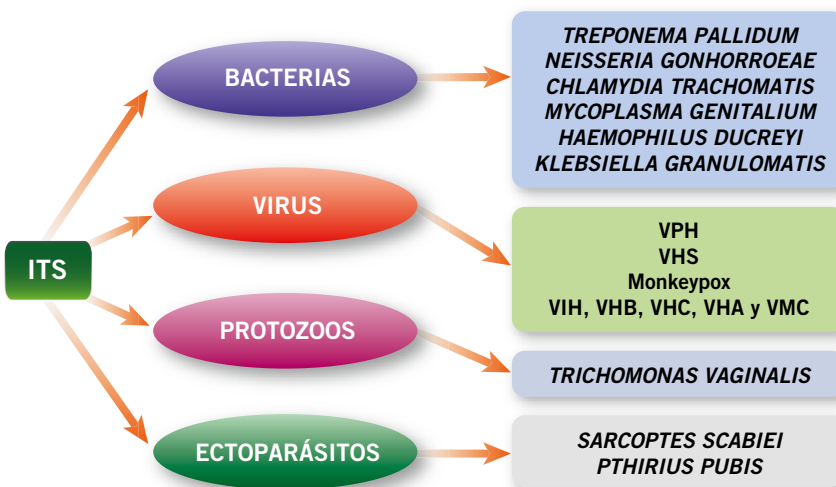 ITS
BACTERIAS
TREPONEMA PALLIDUM
NEISSERIA GONHORROEAE
CHLAMYDIA TRACHOMATIS
MYCOPLASMA GENITALIUM
HAEMOPHILUS DUCREYI
KLEBSIELLA GRANULOMATIS
VIRUS
VPH
VHS
Monkeypox
VIH, VHB, VHC, VHA y VMC
PROTOZOOS
TRICHOMONAS VAGINALIS
ECTOPARÁSITOS
SARCOPTES SCABIEI
PTHIRIUS PUBIS